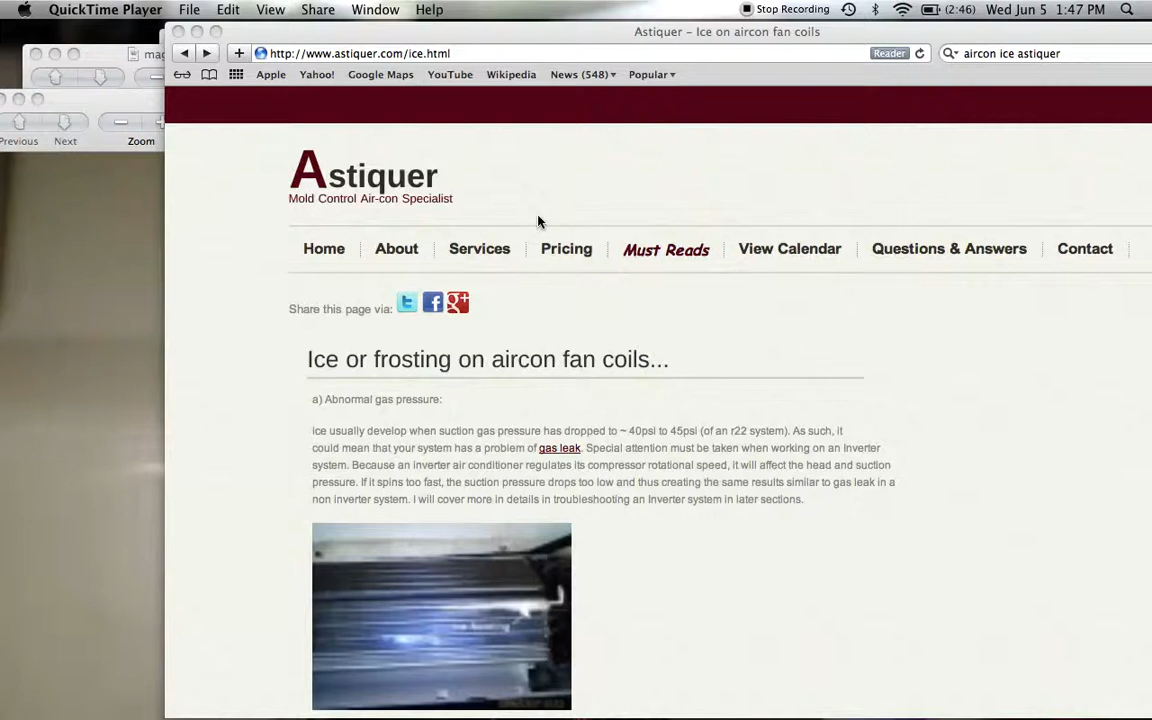 QuickTime Player File Edit View Share Window Help Stop Recording (2:46) Wed Jun 5 1:47 PM
Astiquer – Ice on aircon fan coils
http://www.astiquer.com/ice.html Reader aircon ice astiquer
Apple Yahoo! Google Maps YouTube Wikipedia News (548) Popular
Previous Next Zoom
Astiquer
Mold Control Air-con Specialist
Home About Services Pricing Must Reads View Calendar Questions & Answers Contact
Share this page via:
Ice or frosting on aircon fan coils...
a) Abnormal gas pressure:
ice usually develop when suction gas pressure has dropped to ~ 40psi to 45psi (of an r22 system). As such, it
could mean that your system has a problem of gas leak. Special attention must be taken when working on an Inverter
system. Because an inverter air conditioner regulates its compressor rotational speed, it will affect the head and suction
pressure. If it spins too fast, the suction pressure drops too low and thus creating the same results similar to gas leak in a
non inverter system. I will cover more in details in troubleshooting an Inverter system in later sections.